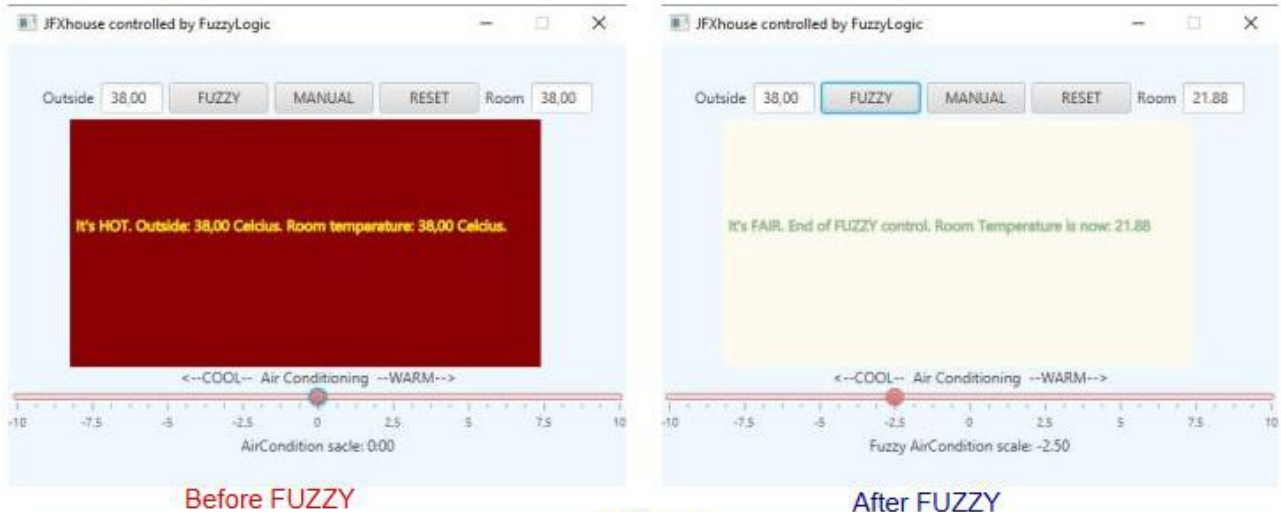 JFXhouse controlled by FuzzyLogic
Outside 38,00 FUZZY MANUAL RESET Room 38,00
It's HOT. Outside: 38,00 Celcius. Room temparature: 38,00 Celcius.
<--COOL-- Air Conditioning --WARM-->
-10 -7.5 -5 -2.5 0 2.5 5 7.5 10
AirCondition sacle: 0:00
Before FUZZY
JFXhouse controlled by FuzzyLogic
Outside 38,00 FUZZY MANUAL RESET Room 21.88
It's FAIR. End of FUZZY control. Room Temperature is now: 21.88
<--COOL-- Air Conditioning --WARM-->
-10 -7.5 -5 -2.5 0 2.5 5 7.5 10
Fuzzy AirCondition scale: -2.50
After FUZZY